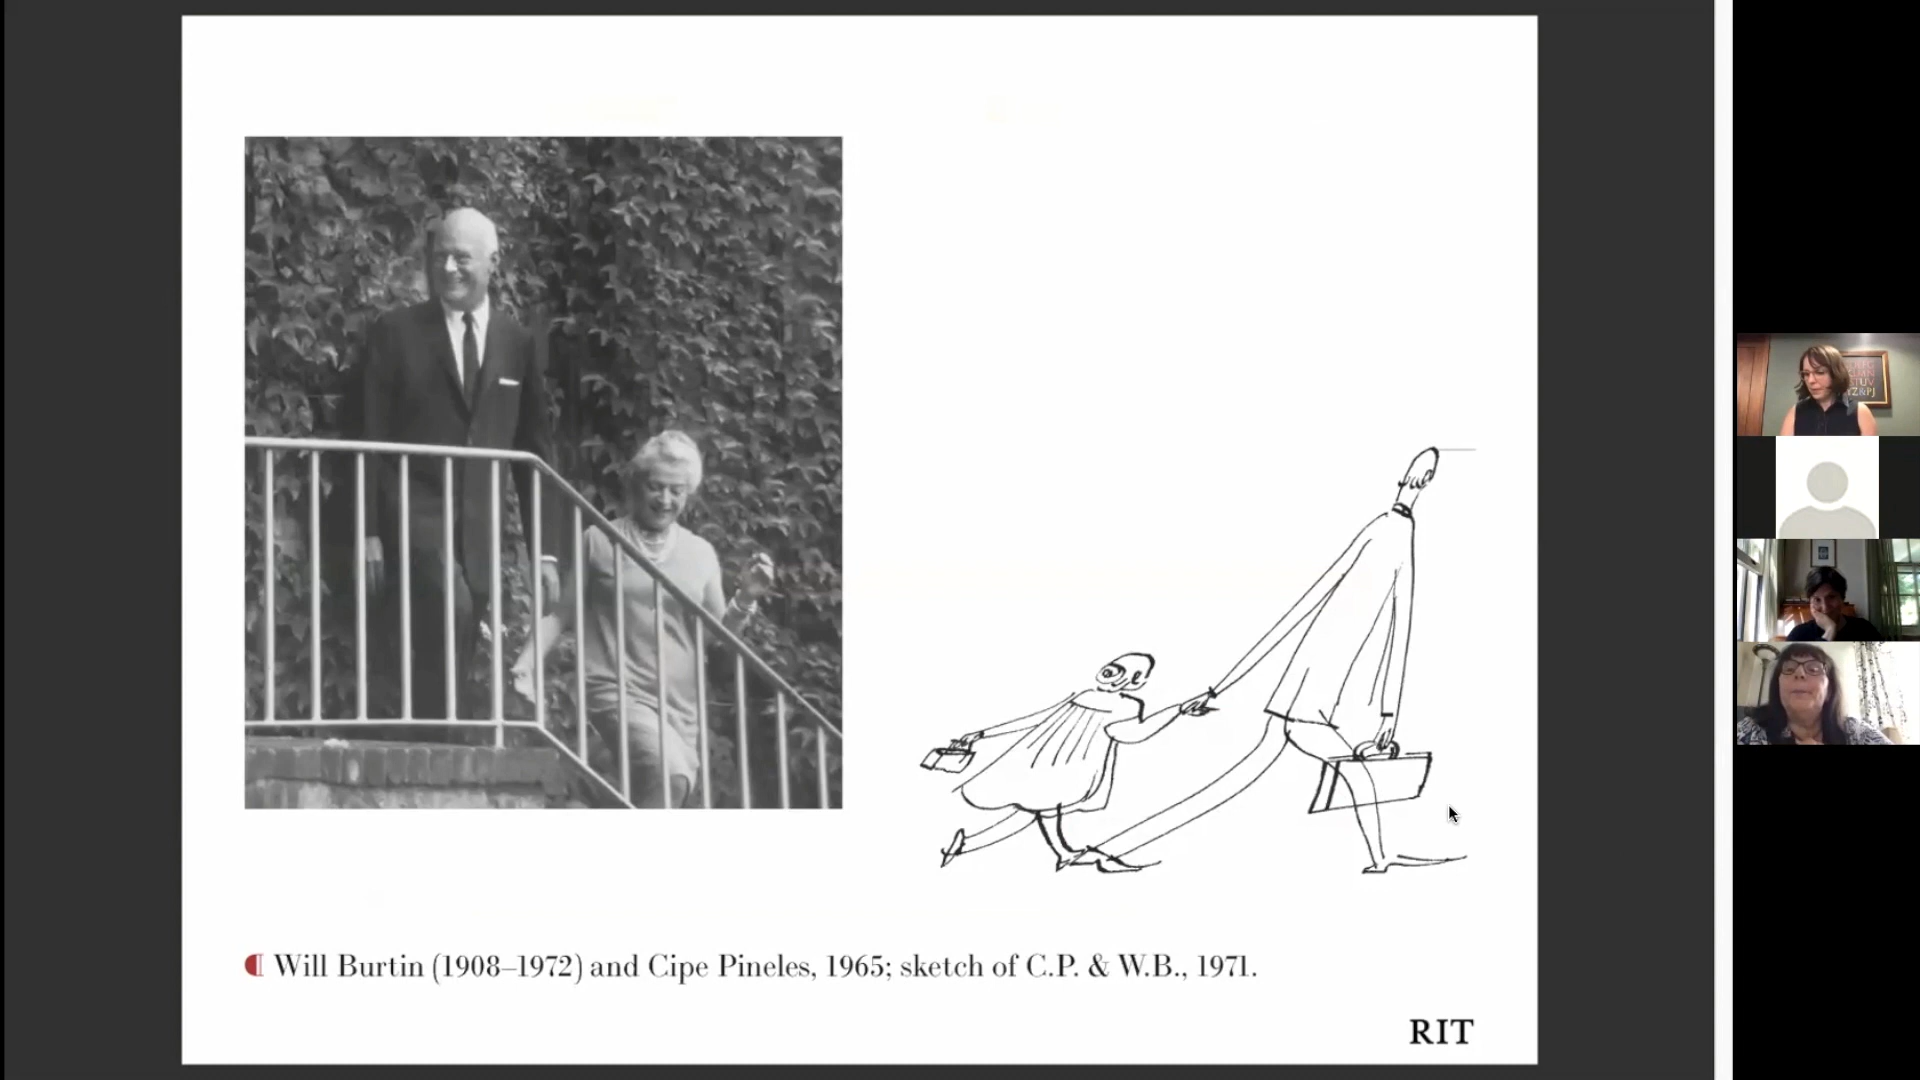 ¶ Will Burtin (1908–1972) and Cipe Pineles, 1965; sketch of C.P. & W.B., 1971.
RIT